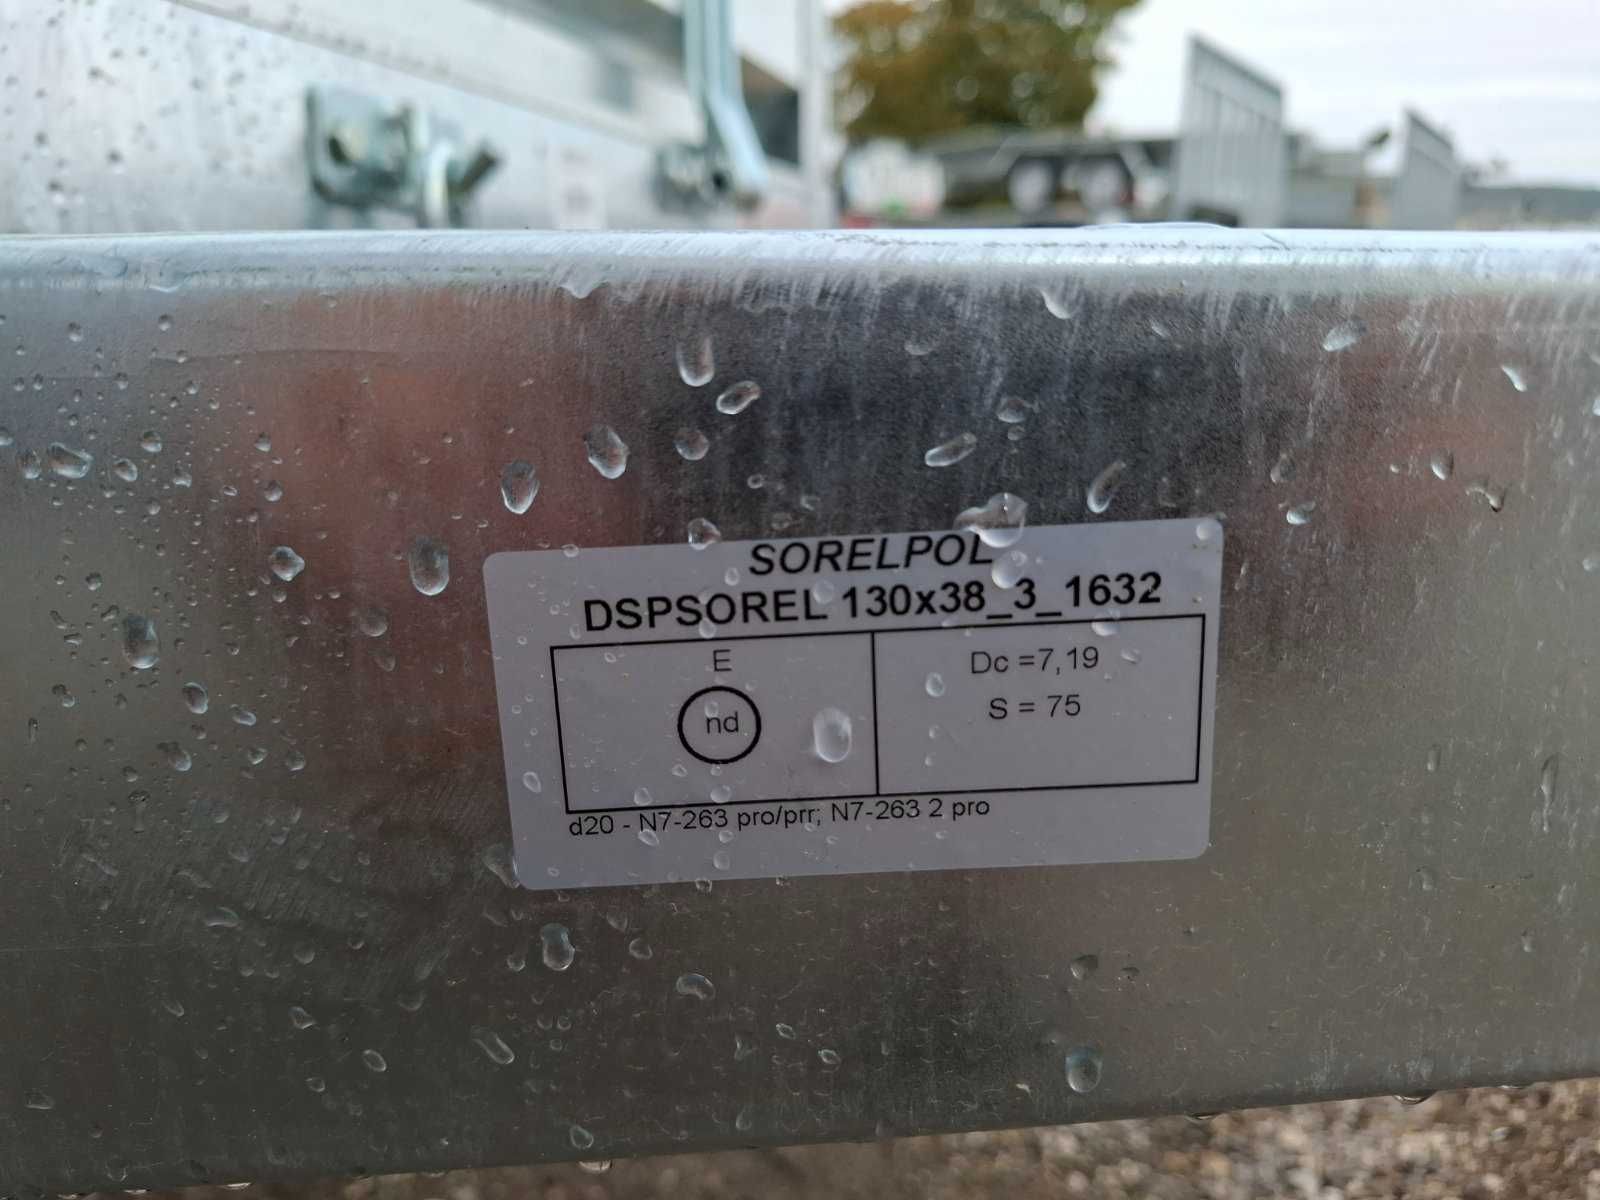 SORELPOL
DSPSOREL 130x38_3_1632
E
nd
Dc =7,19
S = 75
d20 - N7-263 pro/prr; N7-263 2 pro